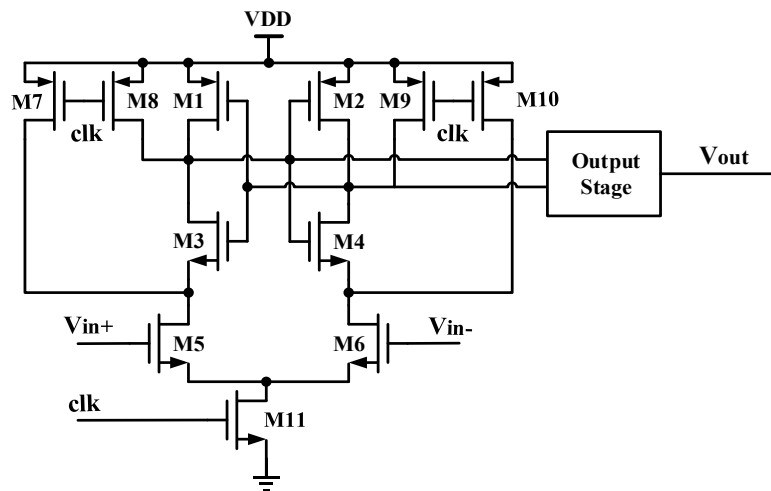 VDD
M7
M8
M1
M2
M9
M10
clk
clk
Output
Stage
Vout
M3
M4
Vin+
M5
M6
Vin-
clk
M11